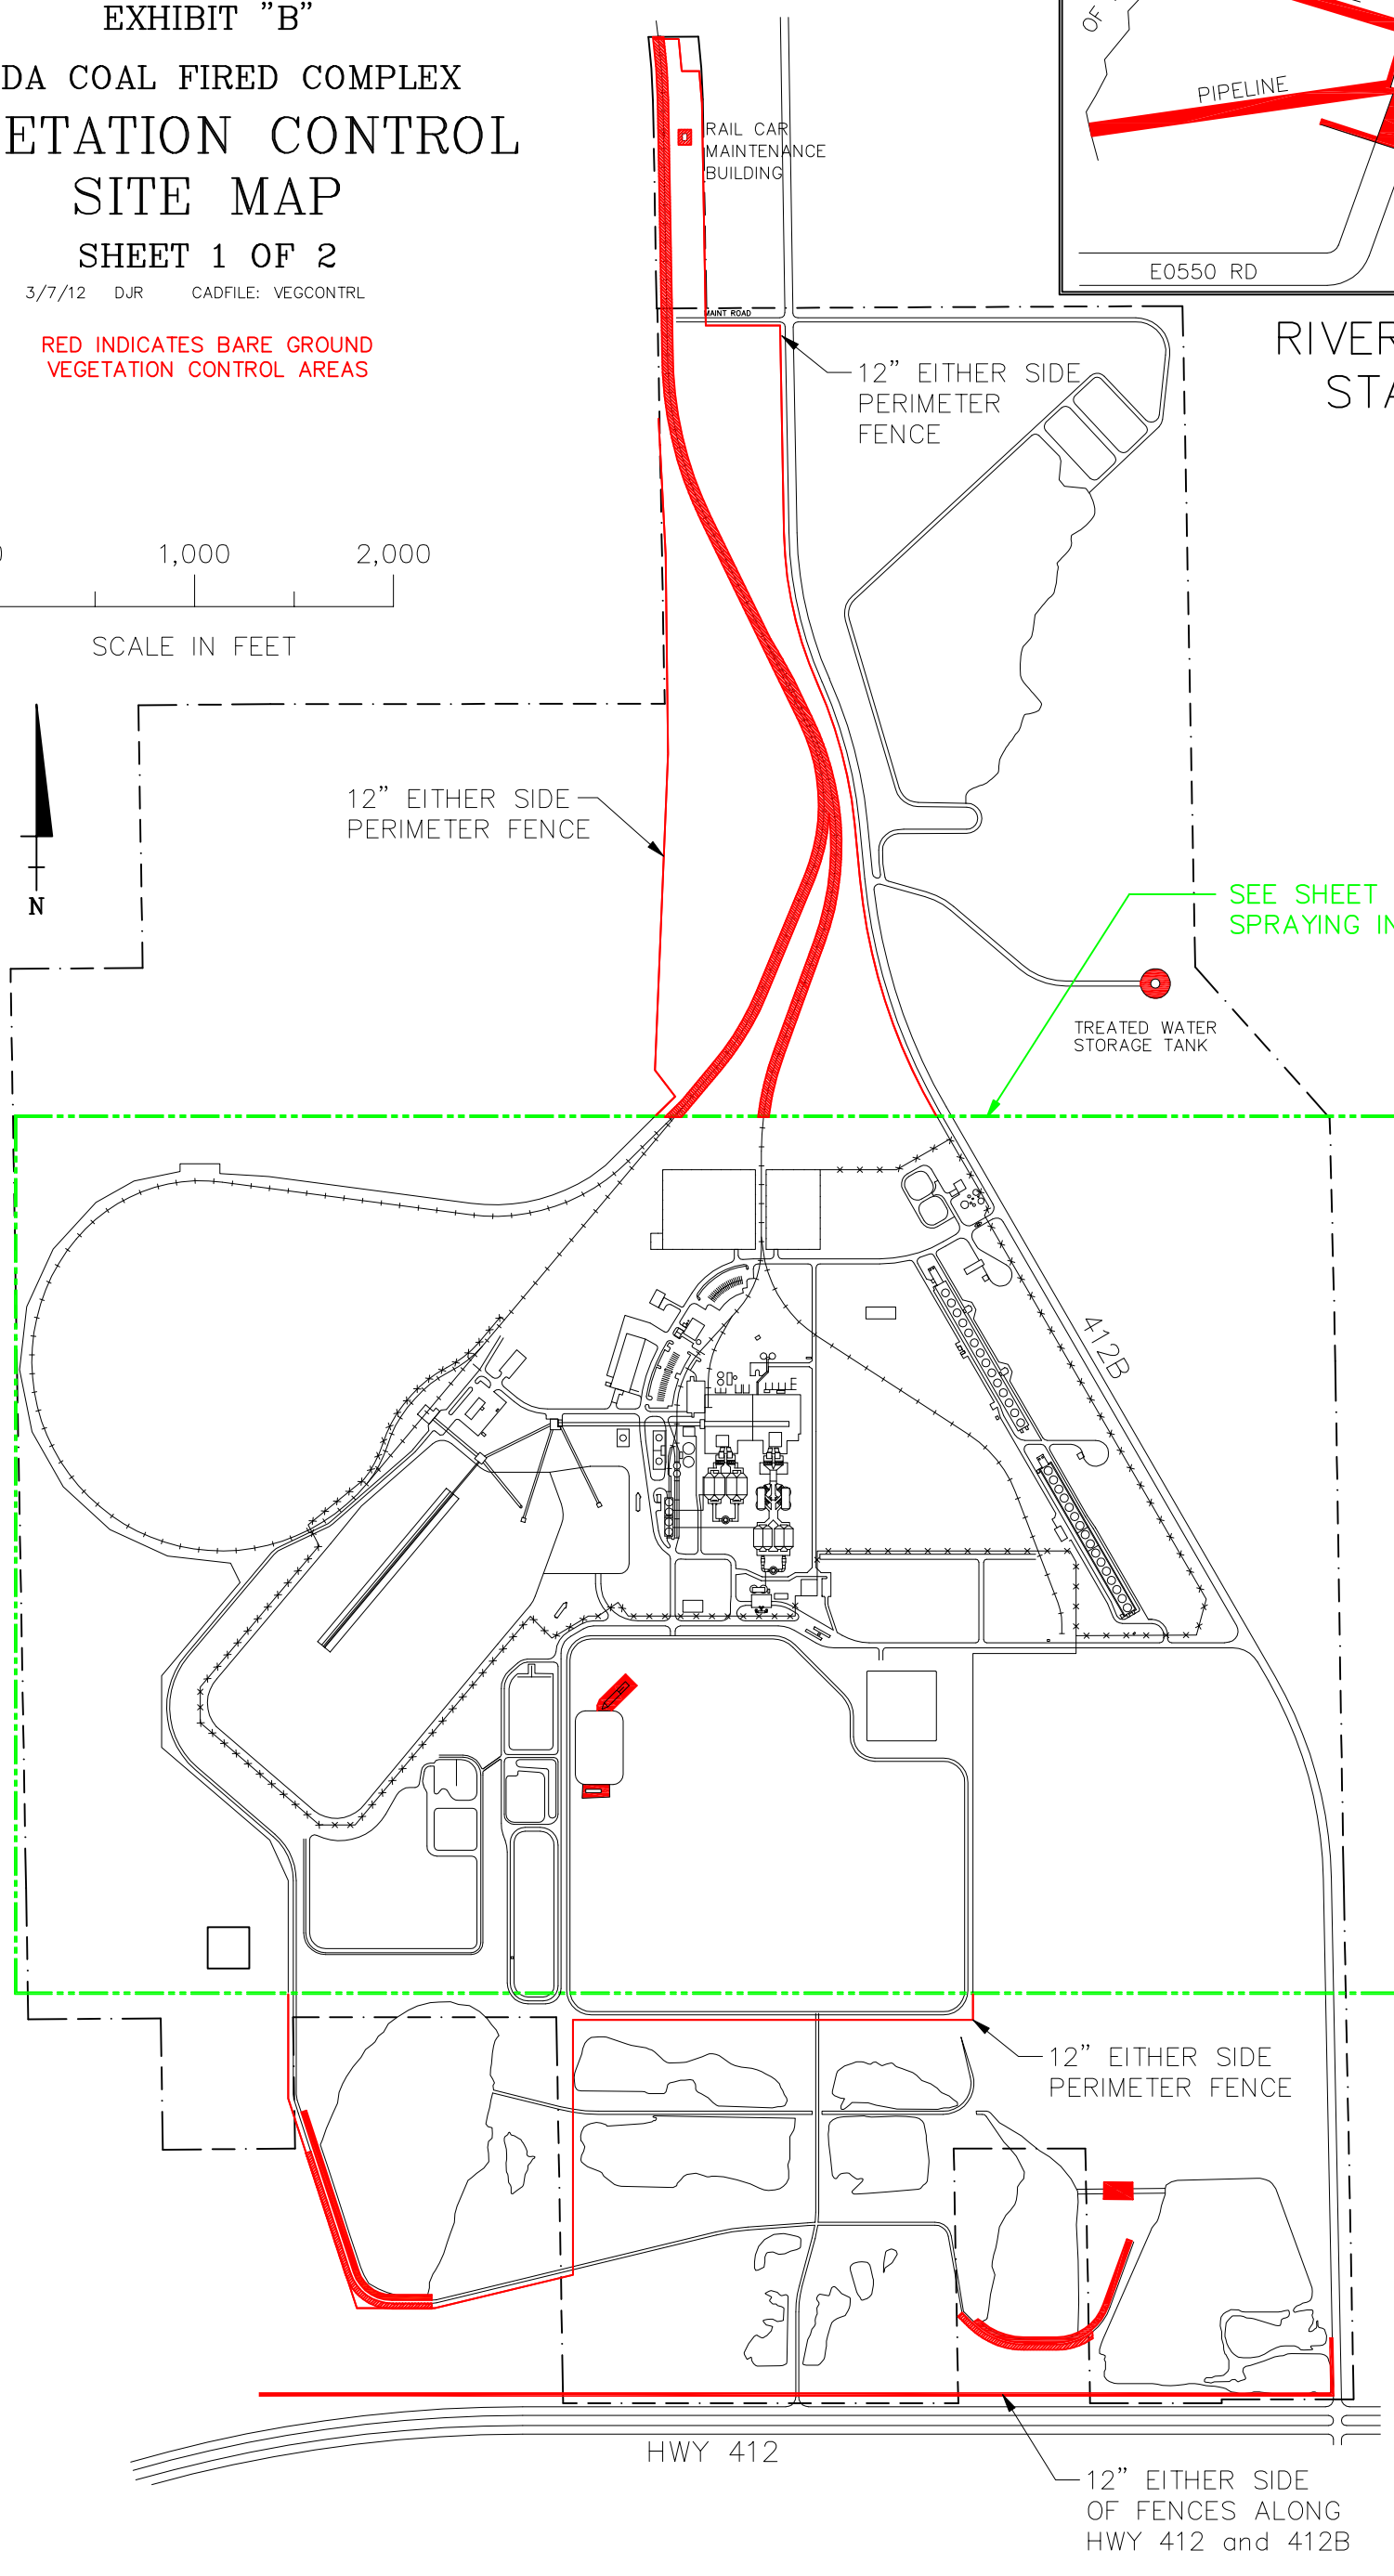 EXHIBIT "B"
DA COAL FIRED COMPLEX
ETATION CONTROL
SITE MAP
SHEET 1 OF 2
3/7/12 DJR CADFILE: VEGCONTRL
RED INDICATES BARE GROUND
VEGETATION CONTROL AREAS
1,000 2,000
SCALE IN FEET
N
RAIL CAR
MAINTENANCE
BUILDING
MAINT ROAD
OF
PIPELINE
E0550 RD
RIVER
STA
12" EITHER SIDE
PERIMETER
FENCE
12" EITHER SIDE
PERIMETER FENCE
SEE SHEET
SPRAYING IN
TREATED WATER
STORAGE TANK
412B
12" EITHER SIDE
PERIMETER FENCE
HWY 412
12" EITHER SIDE
OF FENCES ALONG
HWY 412 and 412B